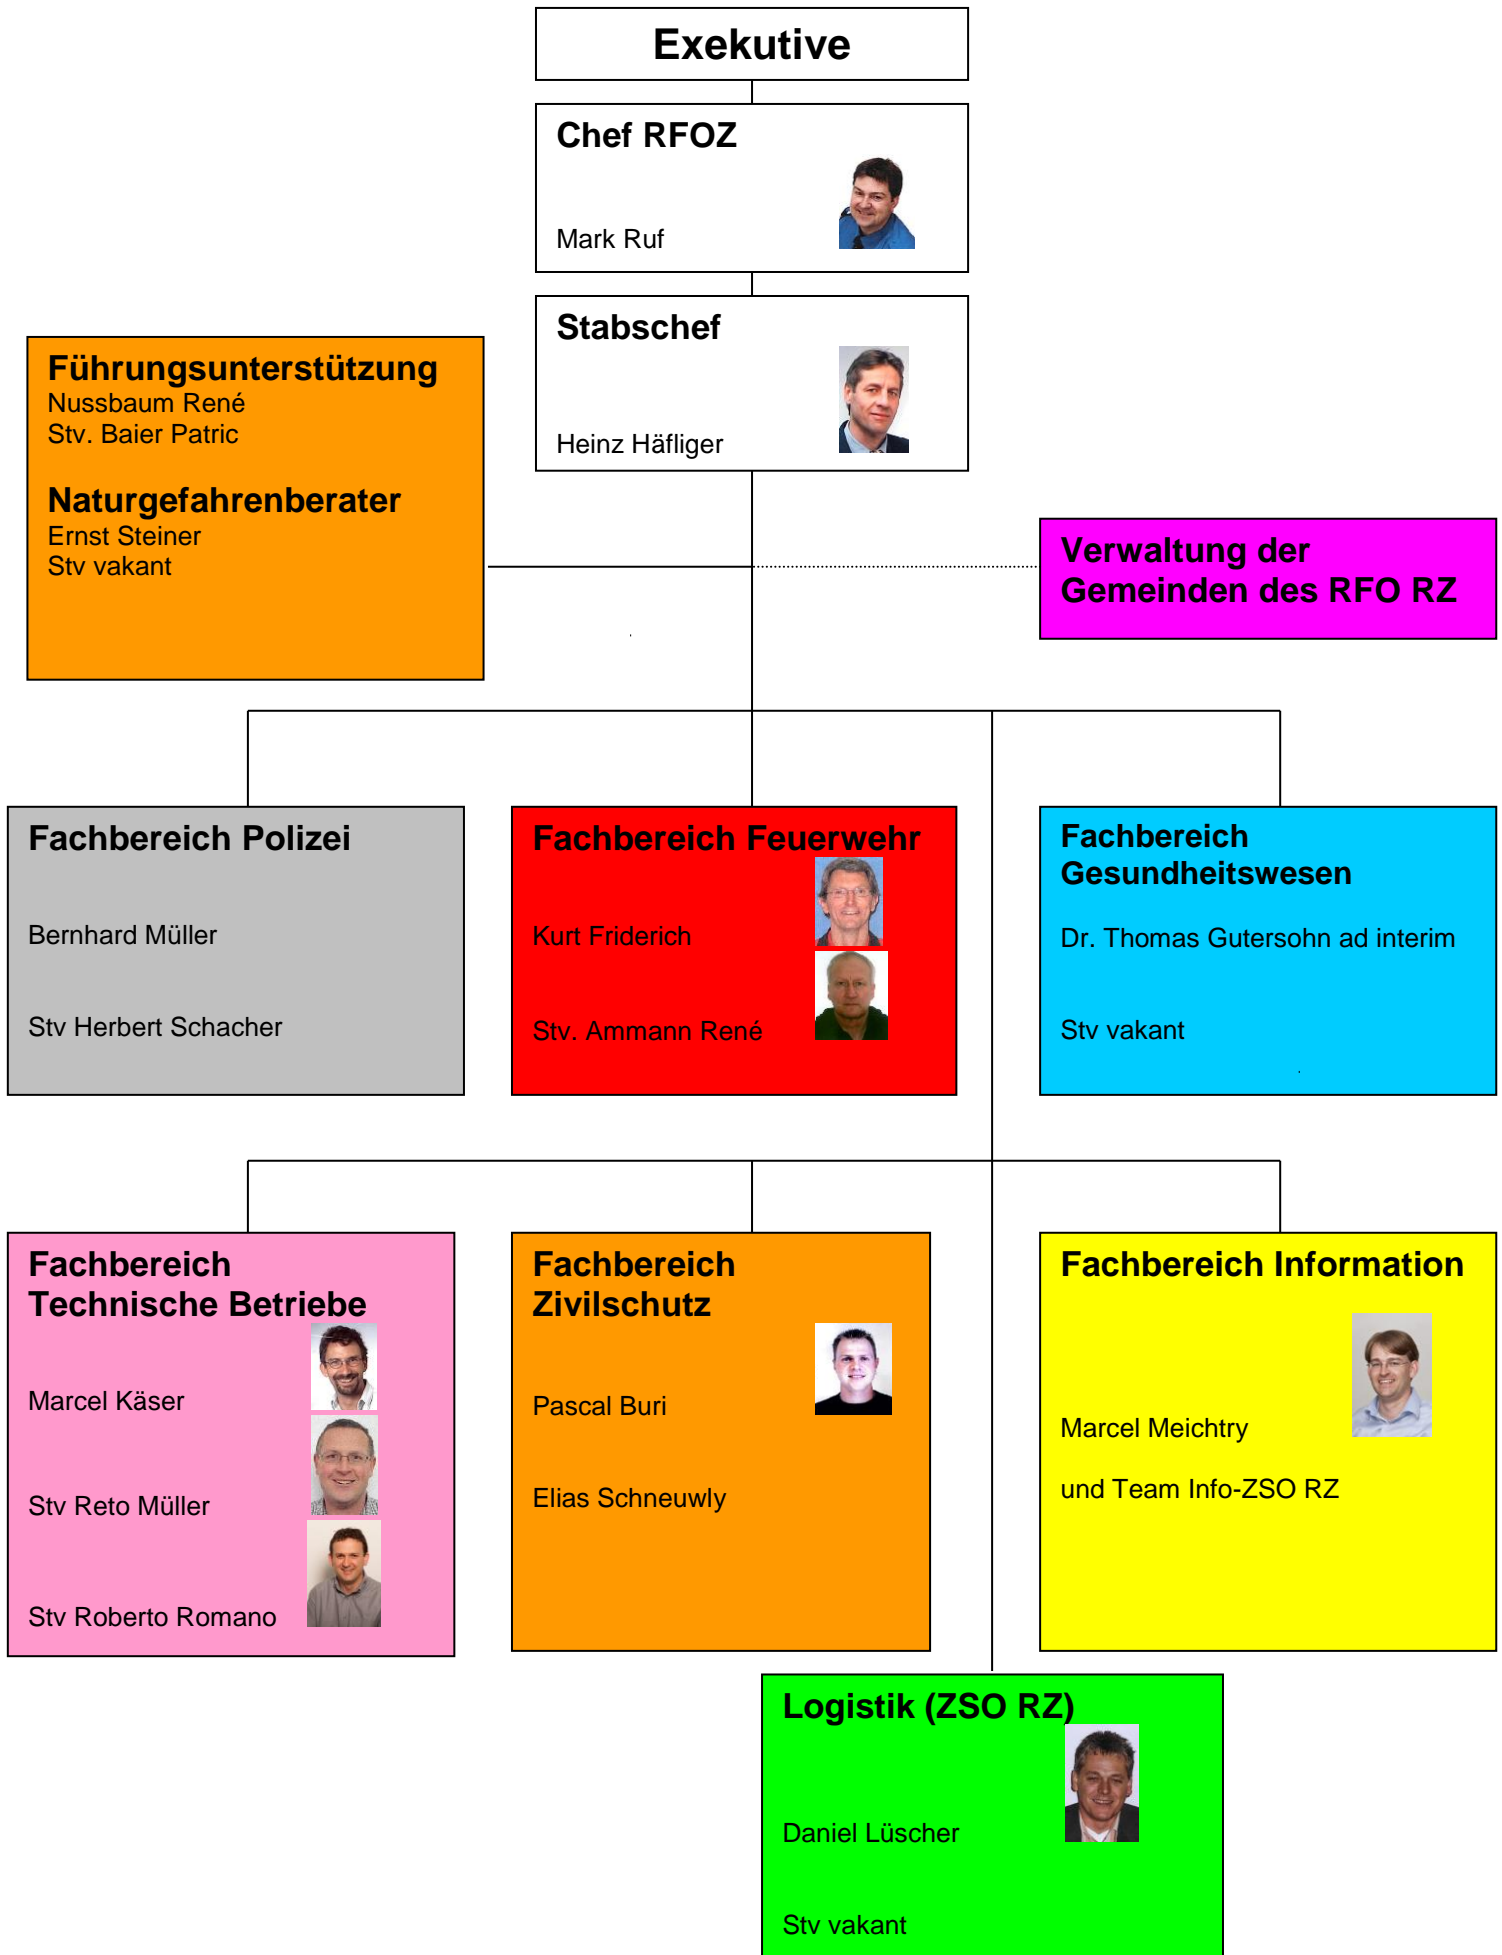 Exekutive
Chef RFOZ
Mark Ruf
Stabschef
Heinz Häfliger
Führungsunterstützung
Nussbaum René
Stv. Baier Patric
Naturgefahrenberater
Ernst Steiner
Stv vakant
Verwaltung der
Gemeinden des RFO RZ
Fachbereich Polizei
Bernhard Müller
Stv Herbert Schacher
Fachbereich Feuerwehr
Kurt Friderich
Stv. Ammann René
Fachbereich
Gesundheitswesen
Dr. Thomas Gutersohn ad interim
Stv vakant
Fachbereich
Technische Betriebe
Marcel Käser
Stv Reto Müller
Stv Roberto Romano
Fachbereich
Zivilschutz
Pascal Buri
Elias Schneuwly
Fachbereich Information
Marcel Meichtry
und Team Info-ZSO RZ
Logistik (ZSO RZ)
Daniel Lüscher
Stv vakant